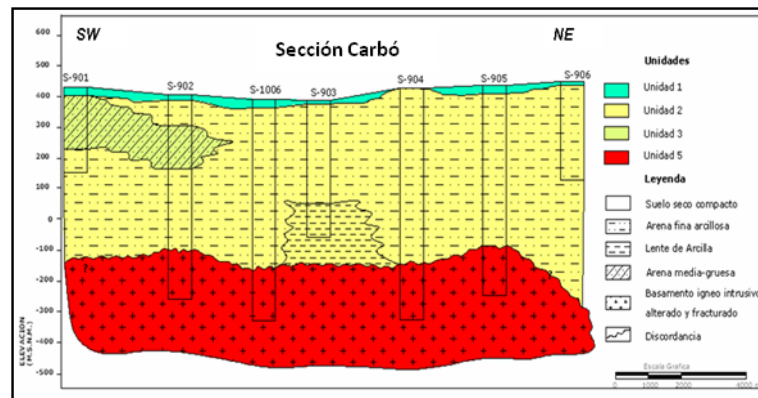 SW
Sección Carbó
NE
600
500
400
300
200
100
0
-100
-200
-300
-400
-500
ELEVACION
(M.S.N.M.)
S-901
S-902
S-1006
S-903
S-904
S-905
S-906
?
Unidades
Unidad 1
Unidad 2
Unidad 3
Unidad 5
Leyenda
Suelo seco compacto
Arena fina arcillosa
Lente de Arcilla
Arena media-gruesa
Basamento igneo intrusivo
alterado y fracturado
Discordancia
Escala Grafica
0 1000 2000 4000